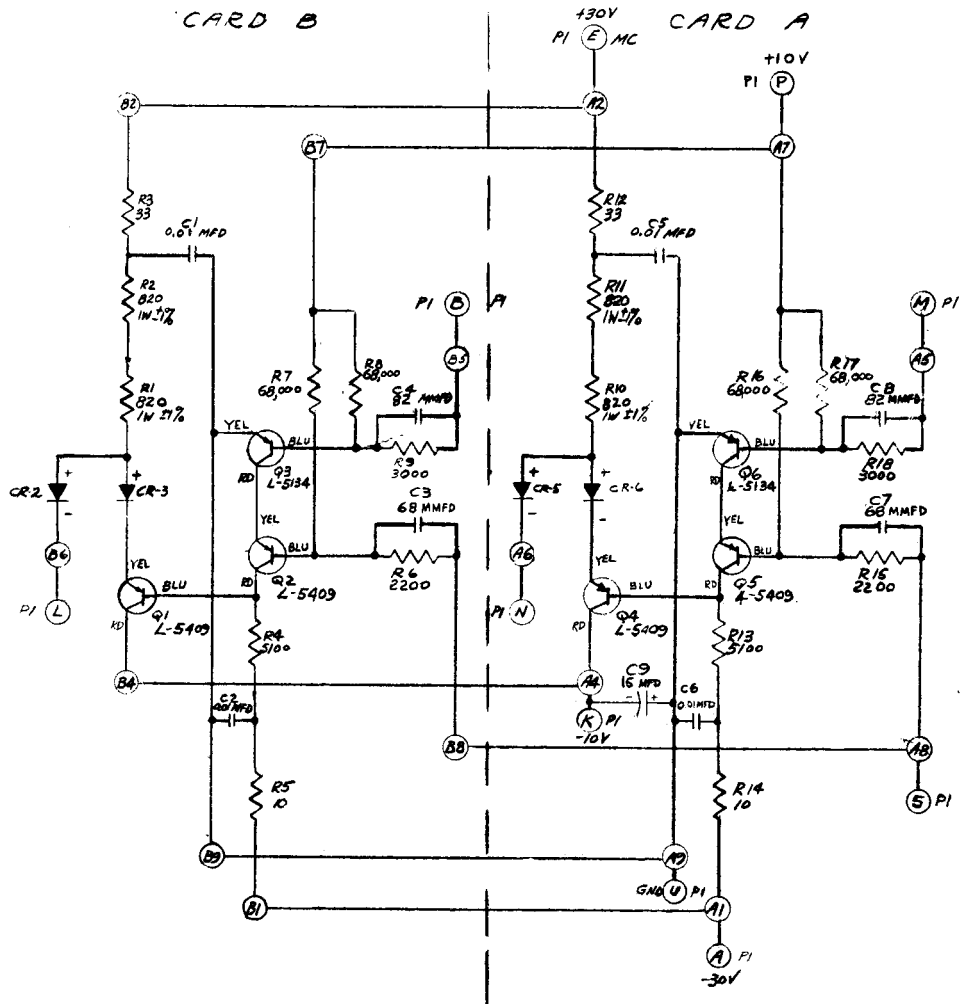 CARD B
CARD A
+30V
P1 E MC
+10V
P1 P
B2
A2
B7
A7
R3
33
C1
0.01 MFD
R12
33
C5
0.01 MFD
R2
820
1W ±1%
R11
820
1W ±1%
P1 B P1
M P1
B5
A5
R1
820
1W ±1%
R7
68,000
R8
68,000
C4
82 MMFD
R10
820
1W ±1%
R16
68,000
R17
68,000
C8
82 MMFD
YEL
BLU
R9
3000
YEL
BLU
R18
3000
Q3
L-5134
Q6
L-5134
+ +
CR-2
CR-3
- -
RD
C3
68 MMFD
+ +
CR-5
CR-6
- -
RD
C7
68 MMFD
YEL
BLU
YEL
BLU
B6
A6
R6
2200
R15
2200
Q2
L-5409
Q5
L-5409
YEL
BLU
RD
YEL
BLU
RD
P1 L
P1 N
Q1
L-5409
RD
Q4
L-5409
RD
R4
5100
R13
5100
B4
A4
C9
15 MFD
- +
C6
0.01MFD
C2
0.01MFD
K P1
-10V
B8
A8
R5
10
R14
10
S P1
B9
A9
GND U P1
B1
A1
A P1
-30V